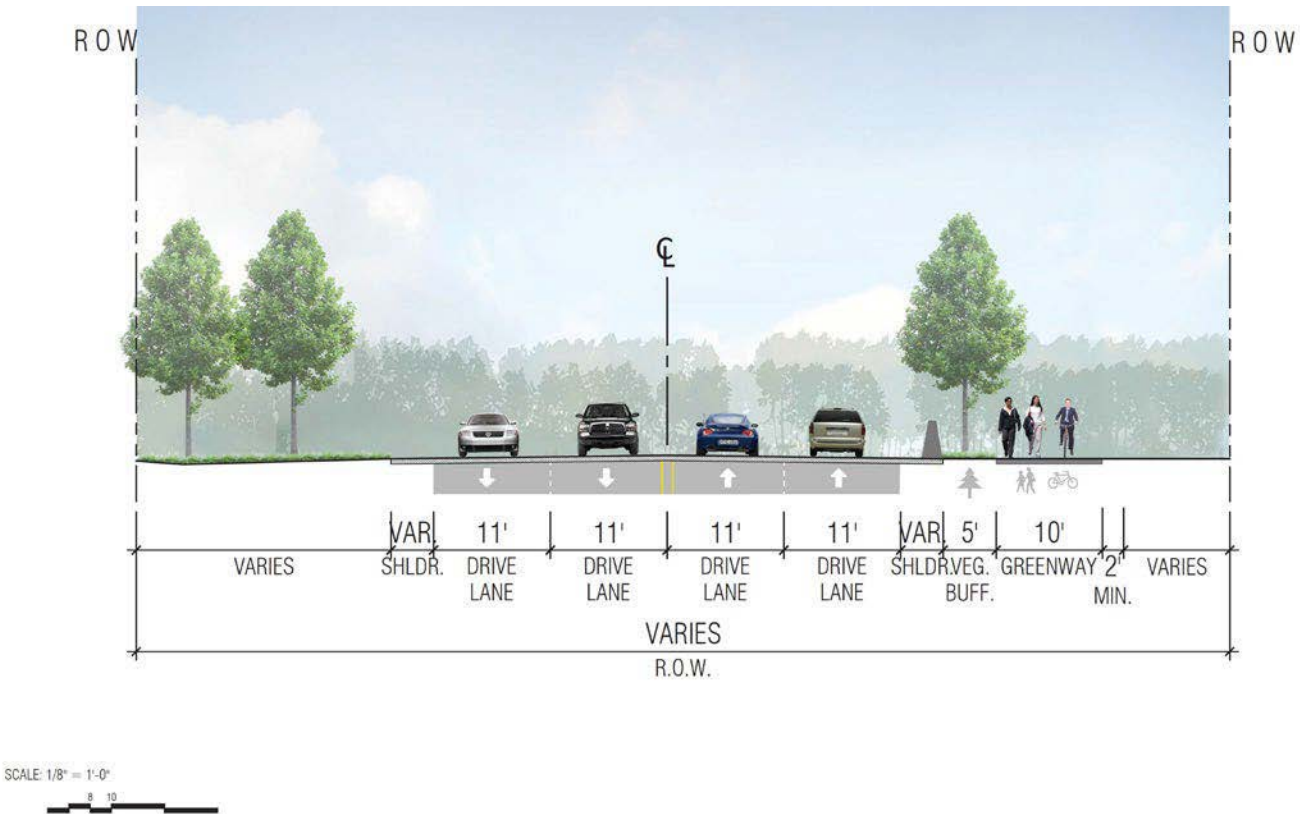 ROW
ROW
℄
VAR. 11' 11' 11' 11' VAR. 5' 10'
VARIES SHLDR. DRIVE LANE DRIVE LANE DRIVE LANE DRIVE LANE SHLDR. VEG. BUFF. GREENWAY 2' MIN. VARIES
VARIES
R.O.W.
SCALE: 1/8" = 1'-0"
8 10